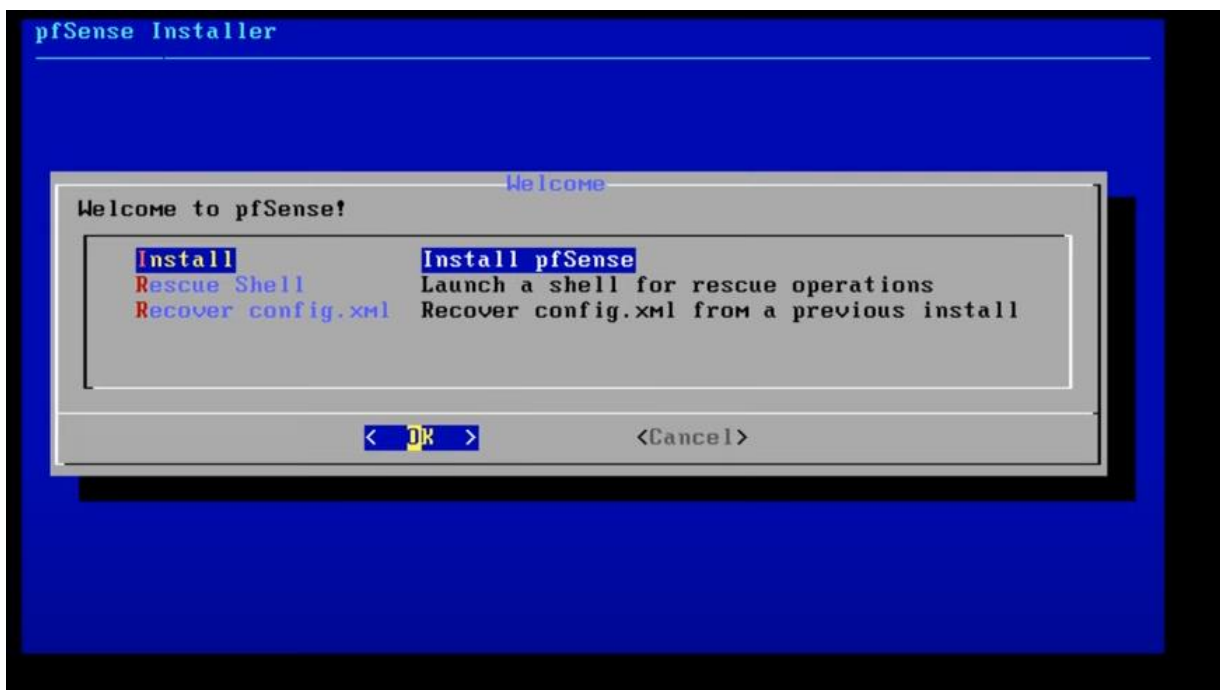 pfSense Installer
Welcome
Welcome to pfSense!
Install Install pfSense
Rescue Shell Launch a shell for rescue operations
Recover config.xml Recover config.xml from a previous install
< OK > <Cancel>